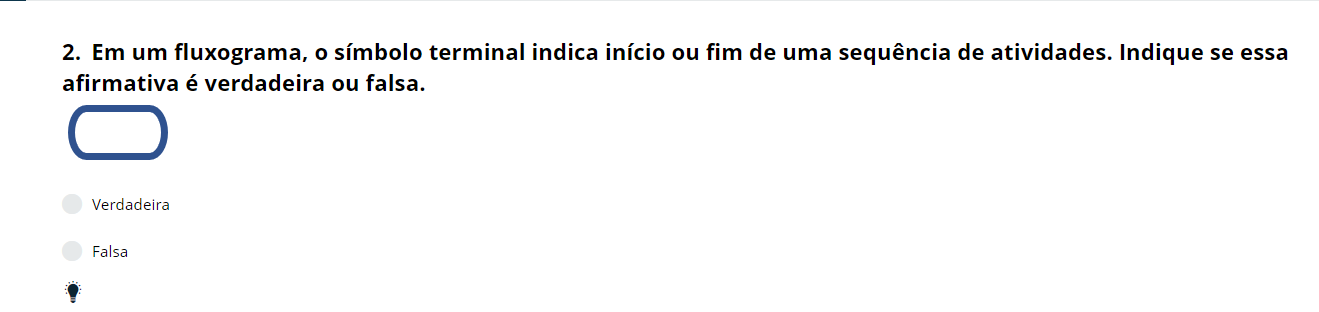 2. Em um fluxograma, o símbolo terminal indica início ou fim de uma sequência de atividades. Indique se essa
afirmativa é verdadeira ou falsa.
Verdadeira
Falsa